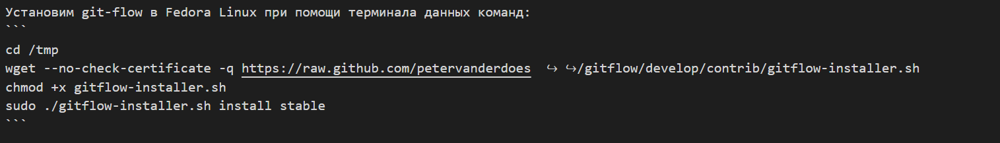 Установим git-flow в Fedora Linux при помощи терминала данных команд:
```
cd /tmp
wget --no-check-certificate -q https://raw.github.com/petervanderdoes  ↪ ↪/gitflow/develop/contrib/gitflow-installer.sh
chmod +x gitflow-installer.sh
sudo ./gitflow-installer.sh install stable
```